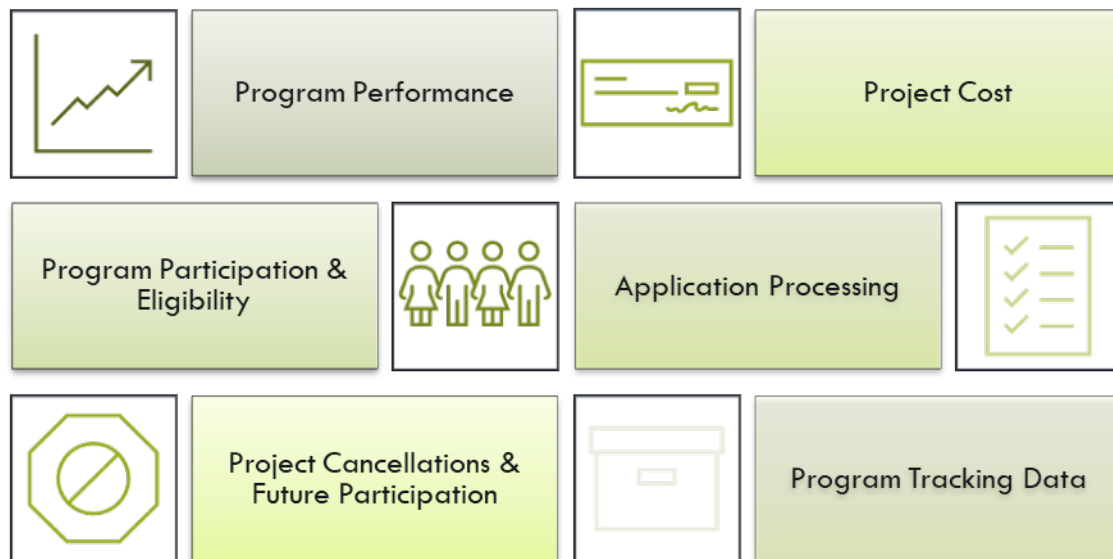 Program Performance
Project Cost
Program Participation &
Eligibility
Application Processing
Project Cancellations &
Future Participation
Program Tracking Data